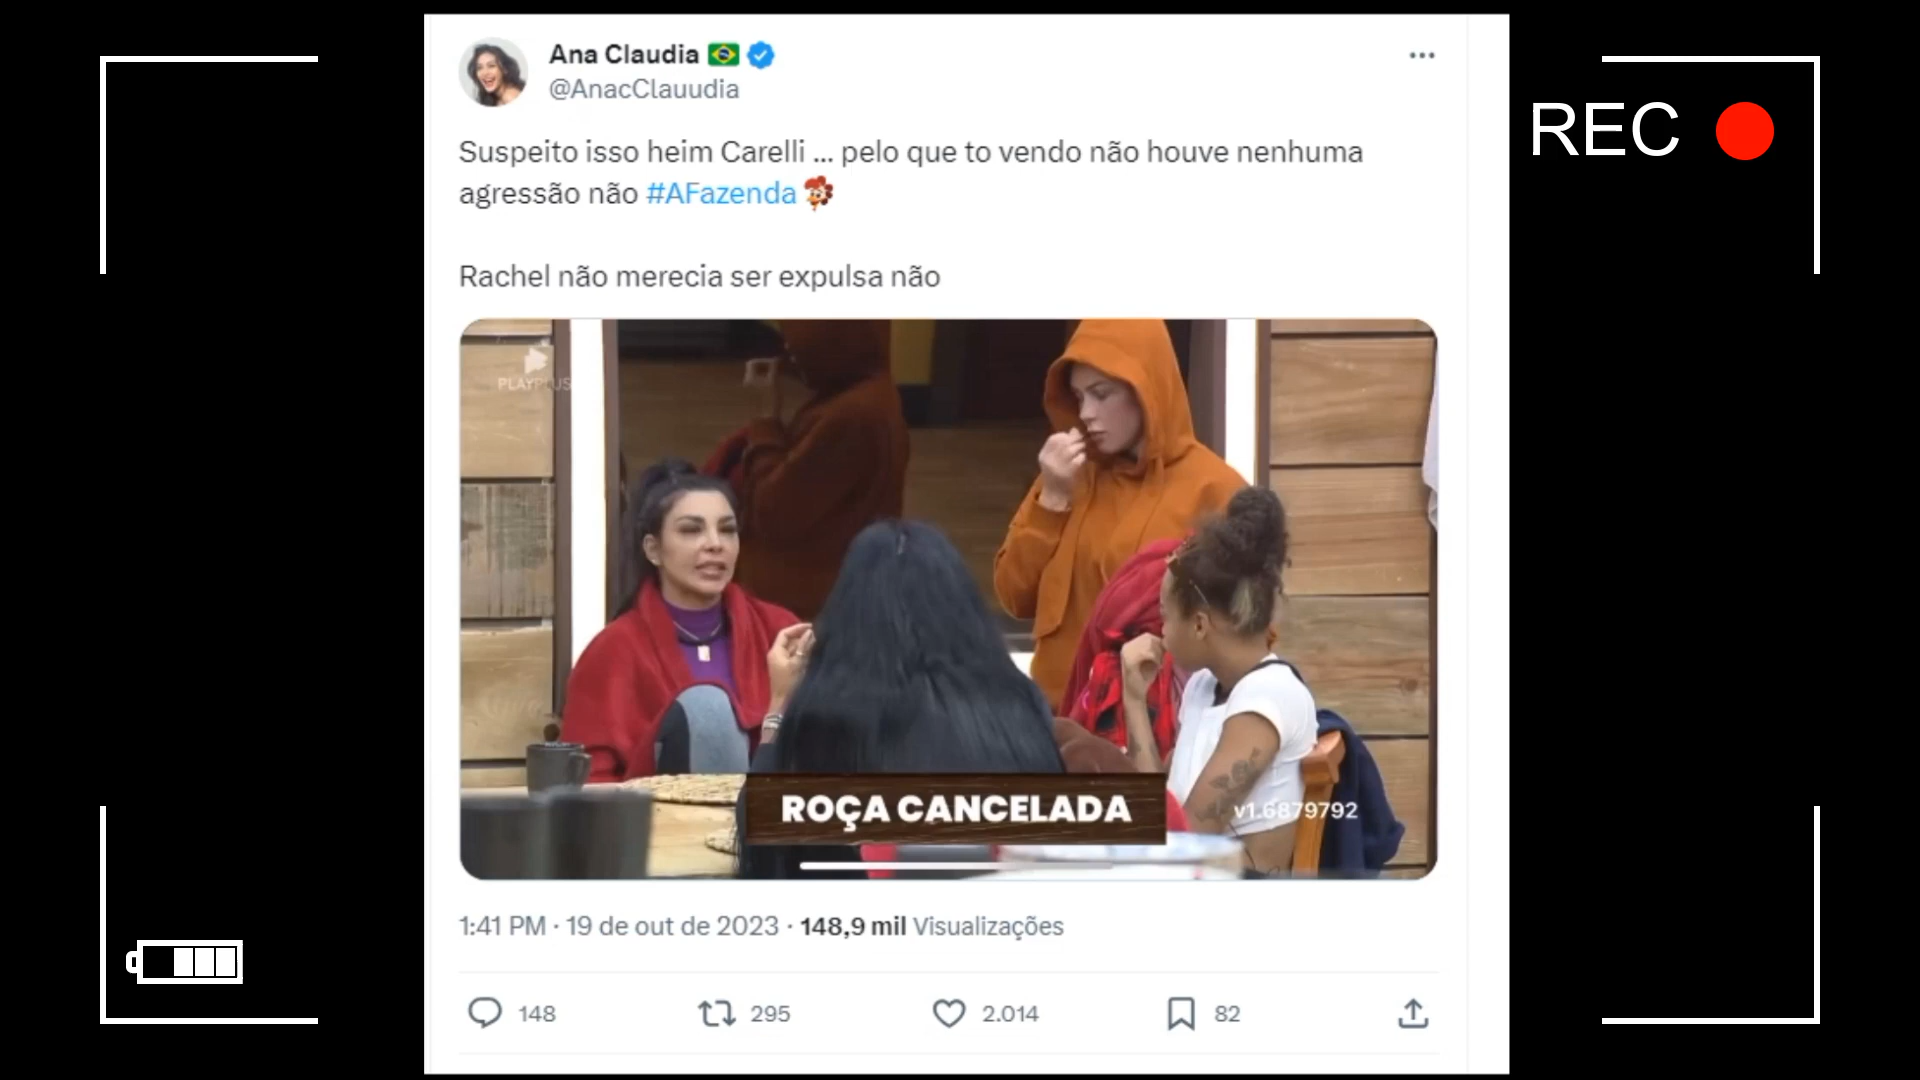 Ana Claudia
@AnacClauudia
REC
Suspeito isso heim Carelli ... pelo que to vendo não houve nenhuma
agressão não #AFazenda
Rachel não merecia ser expulsa não
PLAYPLUS
ROÇA CANCELADA
v1.6879792
1:41 PM · 19 de out de 2023 · 148,9 mil Visualizações
148 295 2.014 82